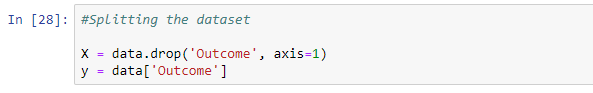 In [28]: #Splitting the dataset
X = data.drop('Outcome', axis=1)
y = data['Outcome']